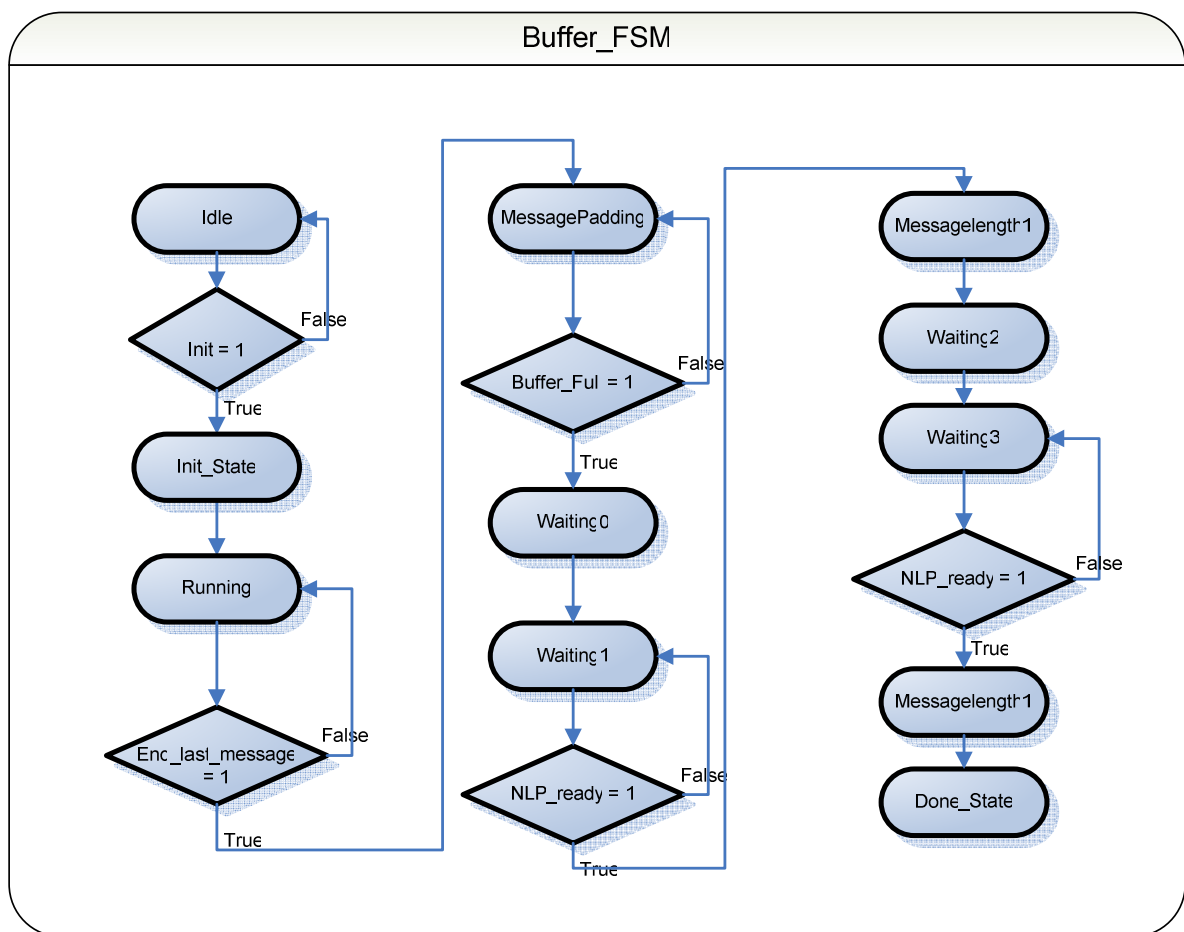 Buffer_FSM
Idle
Init = 1
False
True
Init_State
Running
End_last_message
= 1
False
True
MessagePadding
Buffer_Ful = 1
False
True
Waiting0
Waiting1
NLP_ready = 1
False
True
Messagelength1
Waiting2
Waiting3
NLP_ready = 1
False
True
Messagelength1
Done_State